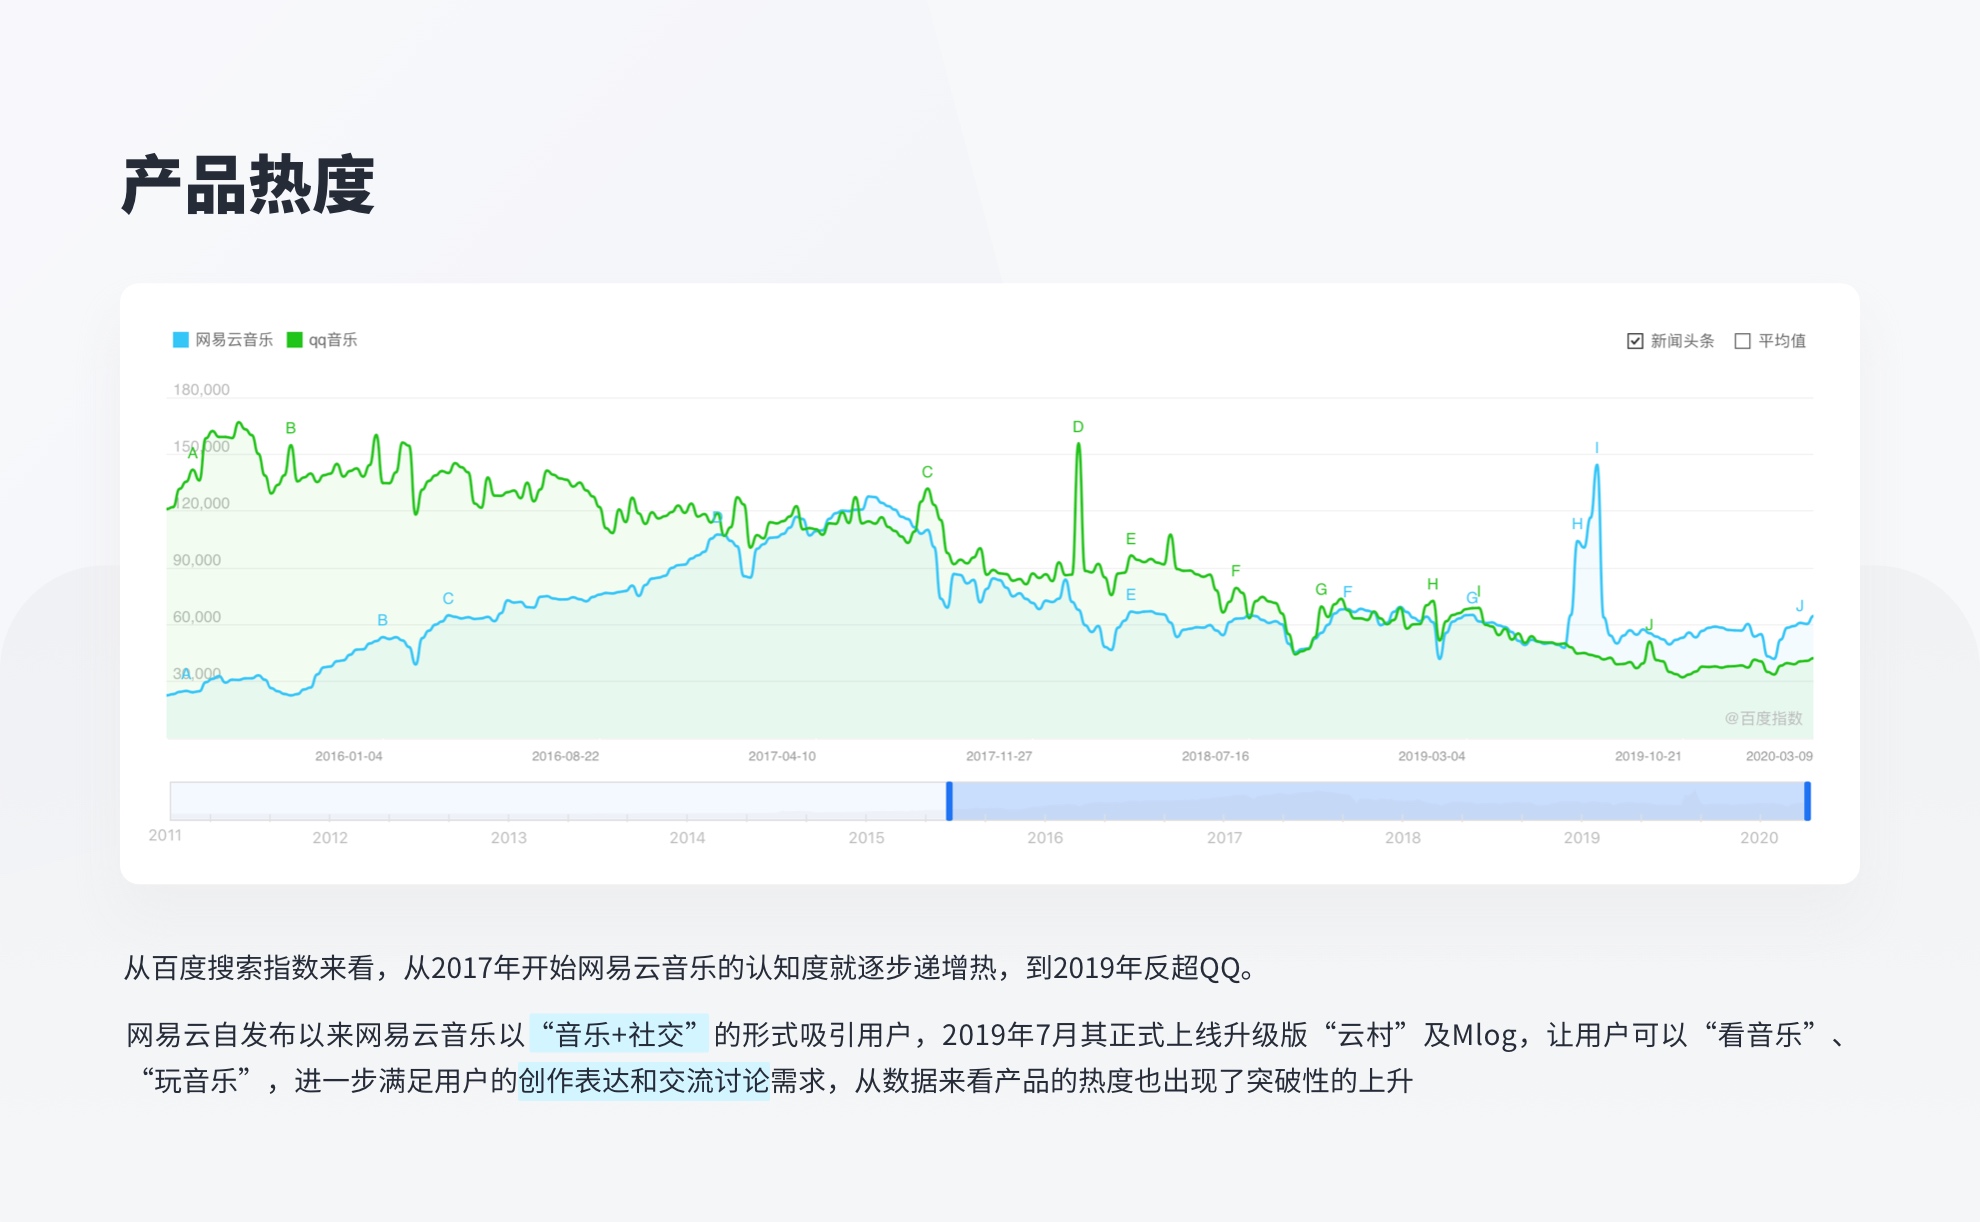 产品热度
网易云音乐 qq音乐
新闻头条 平均值
180,000
150,000
120,000
90,000
60,000
30,000
A B C D E F G H I J
A B C D E F G H I J
@百度指数
2016-01-04 2016-08-22 2017-04-10 2017-11-27 2018-07-16 2019-03-04 2019-10-21 2020-03-09
2011 2012 2013 2014 2015 2016 2017 2018 2019 2020
从百度搜索指数来看，从2017年开始网易云音乐的认知度就逐步递增热，到2019年反超QQ。
网易云自发布以来网易云音乐以“音乐+社交”的形式吸引用户，2019年7月其正式上线升级版“云村”及Mlog，让用户可以“看音乐”、
“玩音乐”，进一步满足用户的创作表达和交流讨论需求，从数据来看产品的热度也出现了突破性的上升